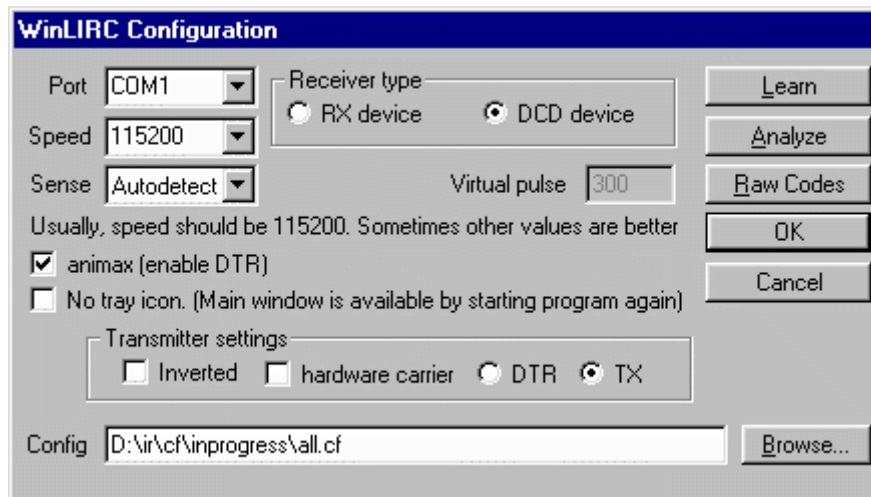 WinLIRC Configuration
Port COM1
Receiver type
RX device DCD device
Learn
Speed 115200
Analyze
Sense Autodetect
Virtual pulse 300
Raw Codes
Usually, speed should be 115200. Sometimes other values are better
OK
animax (enable DTR)
Cancel
No tray icon. (Main window is available by starting program again)
Transmitter settings
Inverted hardware carrier DTR TX
Config D:\ir\cf\inprogress\all.cf
Browse...